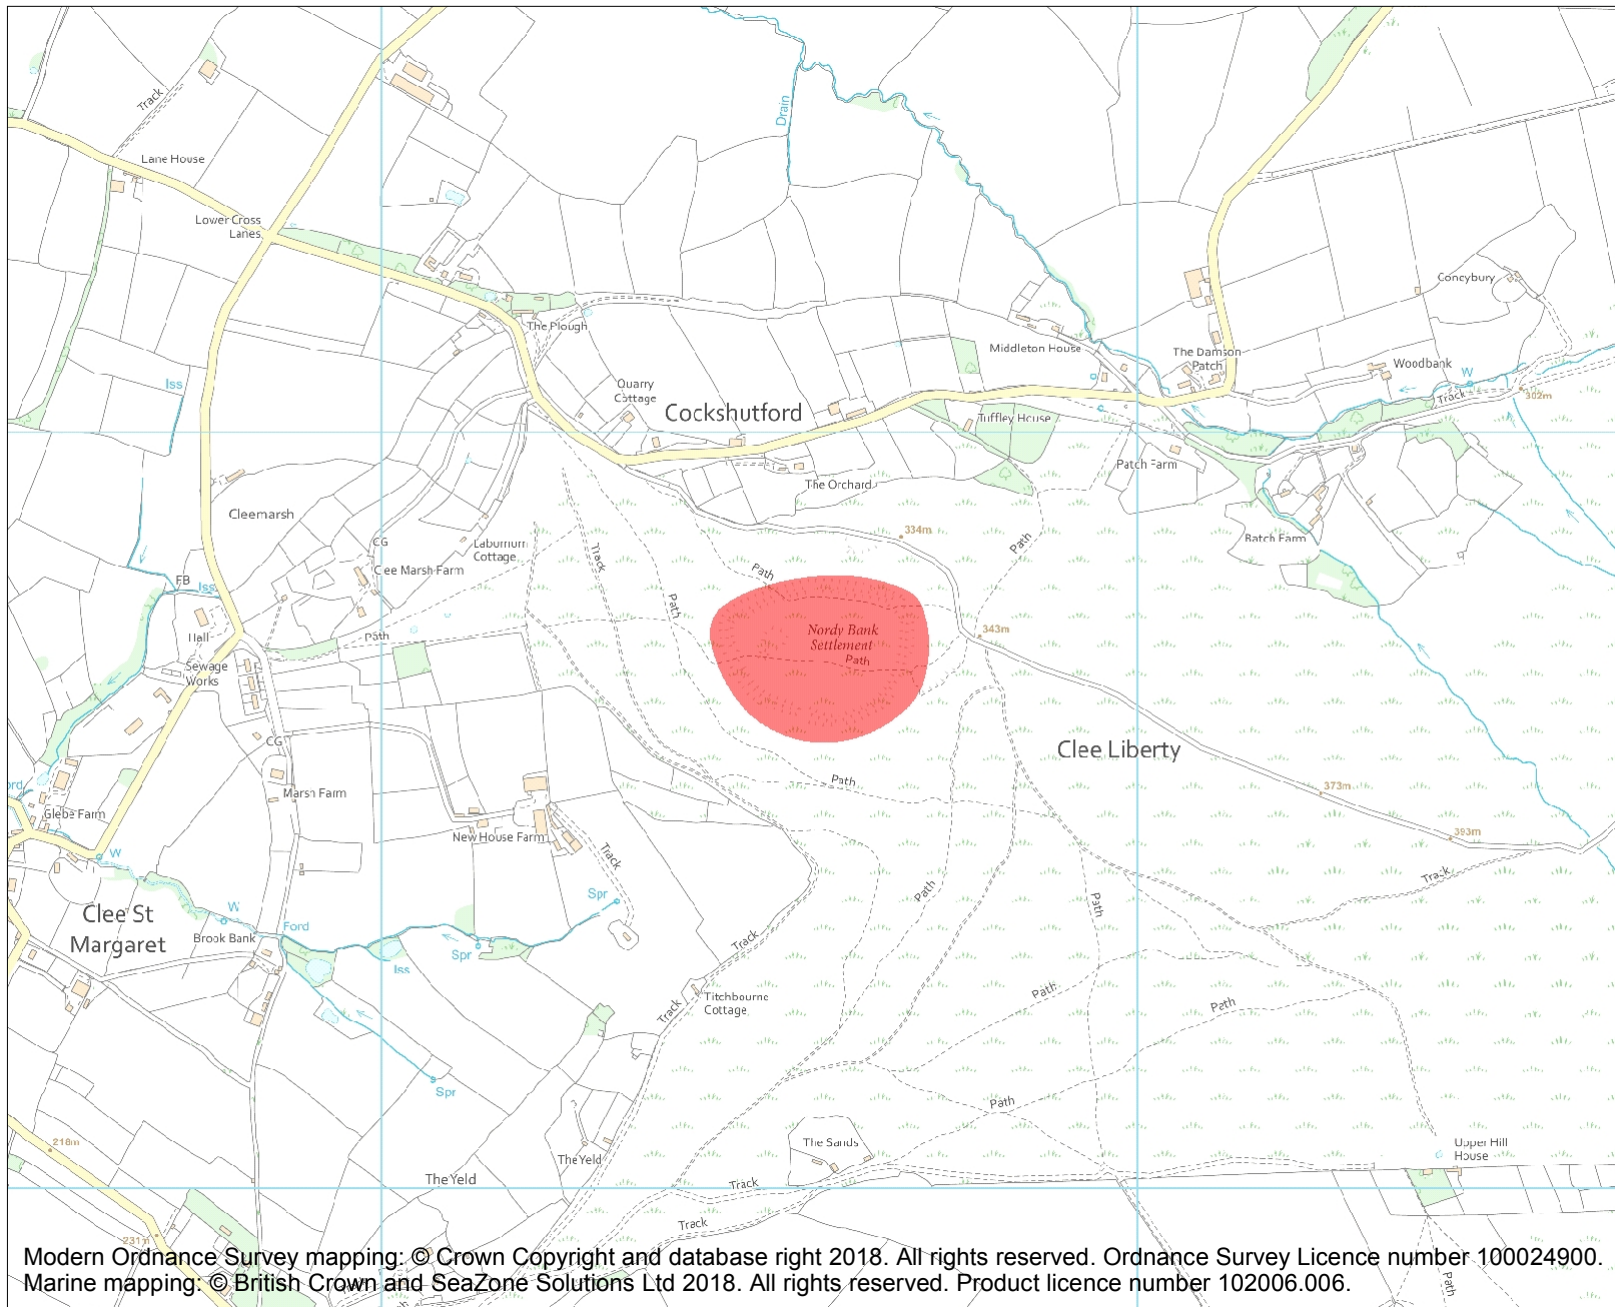 Track
Lane House
Lower Cross
Lanes
Drain
The Plough
Quarry
Cottage
Cockshutford
Middleton House
The Damson
Patch
Coneybury
Woodbank
W
Track
302m
Tuffley House
Patch Farm
The Orchard
Batch Farm
Iss
Cleemarsh
CG
Clee Marsh Farm
Laburnum
Cottage
Track
Path
Path
334m
Path
343m
Nordy Bank
Settlement
Path
FB
Iss
Hall
Path
Sewage
Works
CG
Marsh Farm
Glebe Farm
New House Farm
Track
Path
Clee Liberty
373m
393m
Track
W
Clee St
Margaret
W
Brook Bank
Ford
Iss
Spr
Spr
Spr
Track
Track
Titchbourne
Cottage
Path
Path
Path
Path
Path
The Sands
Upper Hill
House
218m
The Yeld
The Yeld
Track
Track
231m
Path
Modern Ordnance Survey mapping: © Crown Copyright and database right 2018. All rights reserved. Ordnance Survey Licence number 100024900.
Marine mapping: © British Crown and SeaZone Solutions Ltd 2018. All rights reserved. Product licence number 102006.006.